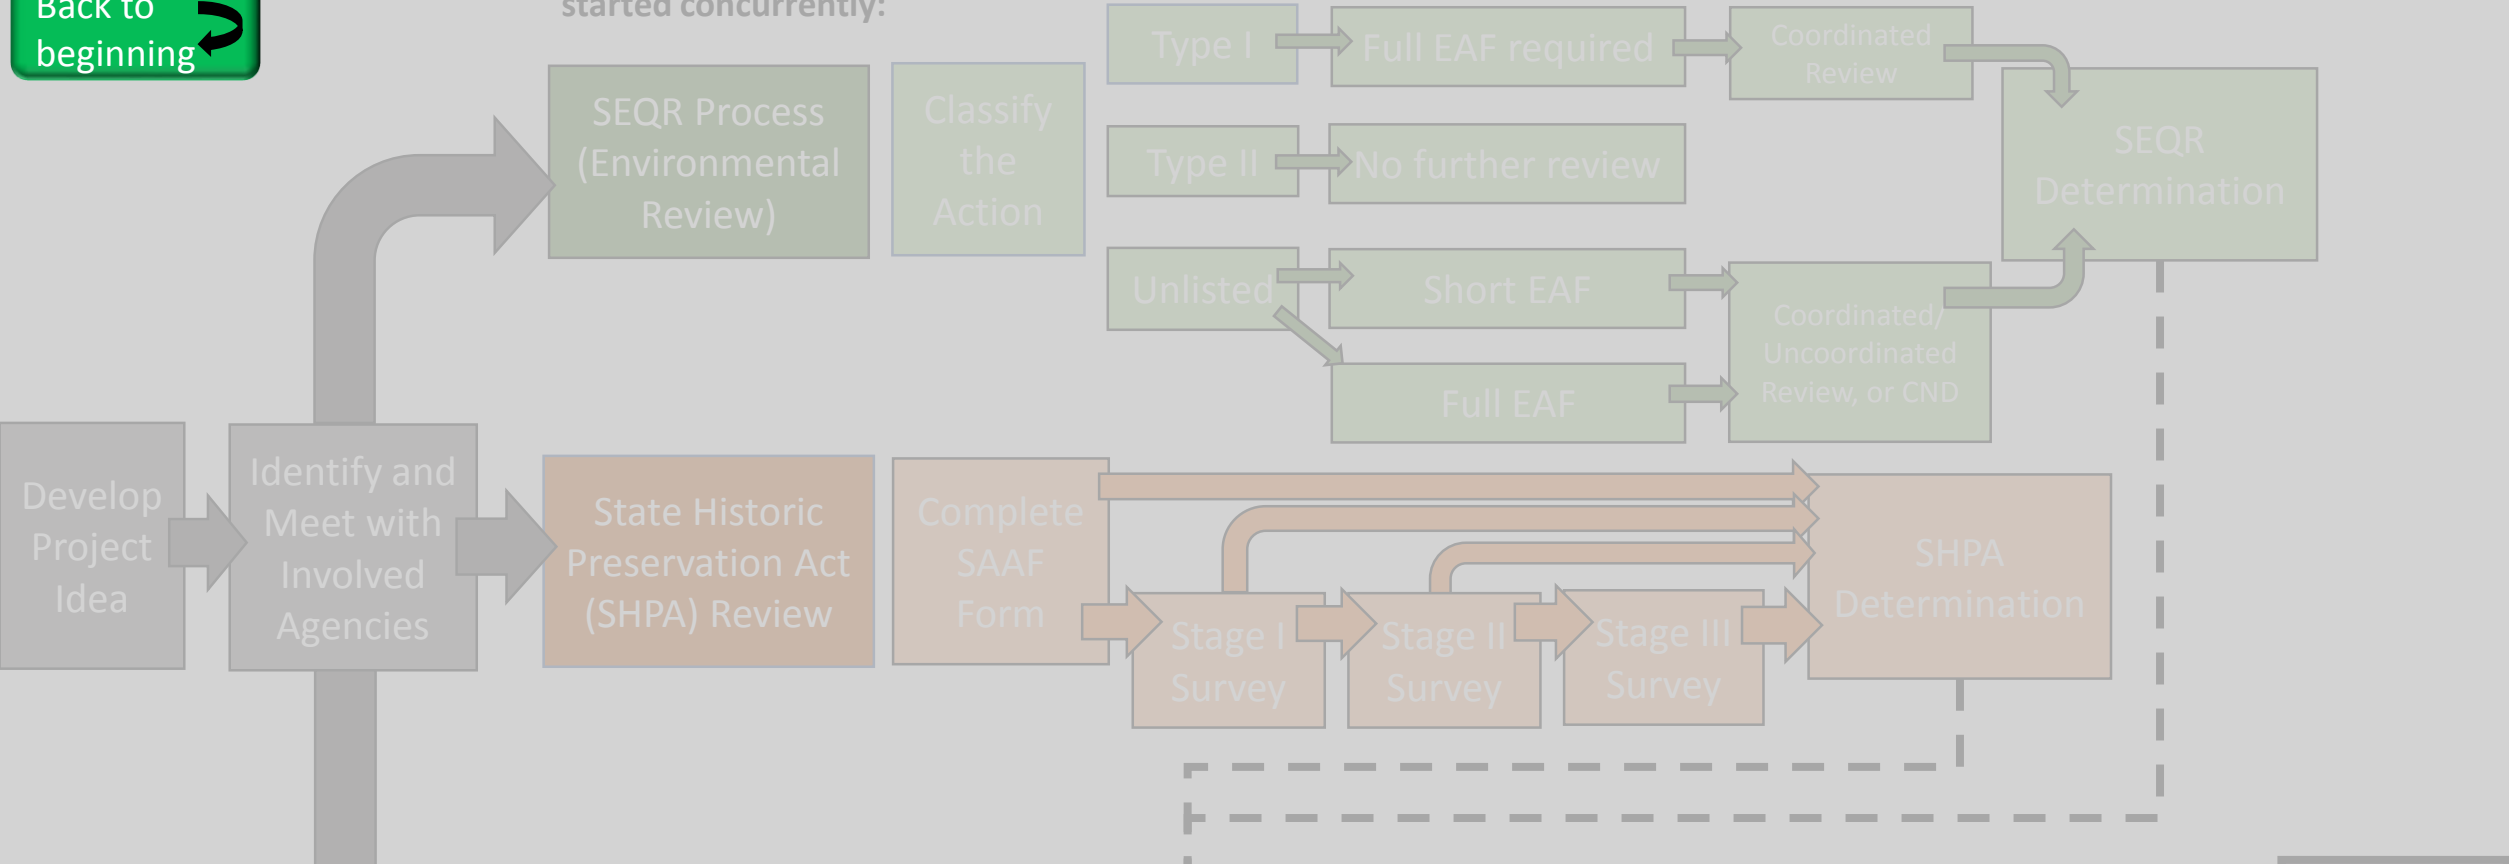 Back to
beginning
started concurrently:
Type I
Full EAF required
Coordinated
Review
SEQR Process
(Environmental
Review)
Classify
the
Action
Type II
No further review
SEQR
Determination
Unlisted
Short EAF
Coordinated/
Uncoordinated
Review, or CND
Full EAF
Develop
Project
Idea
Identify and
Meet with
Involved
Agencies
State Historic
Preservation Act
(SHPA) Review
Complete
SAAF
Form
Stage I
Survey
Stage II
Survey
Stage III
Survey
SHPA
Determination